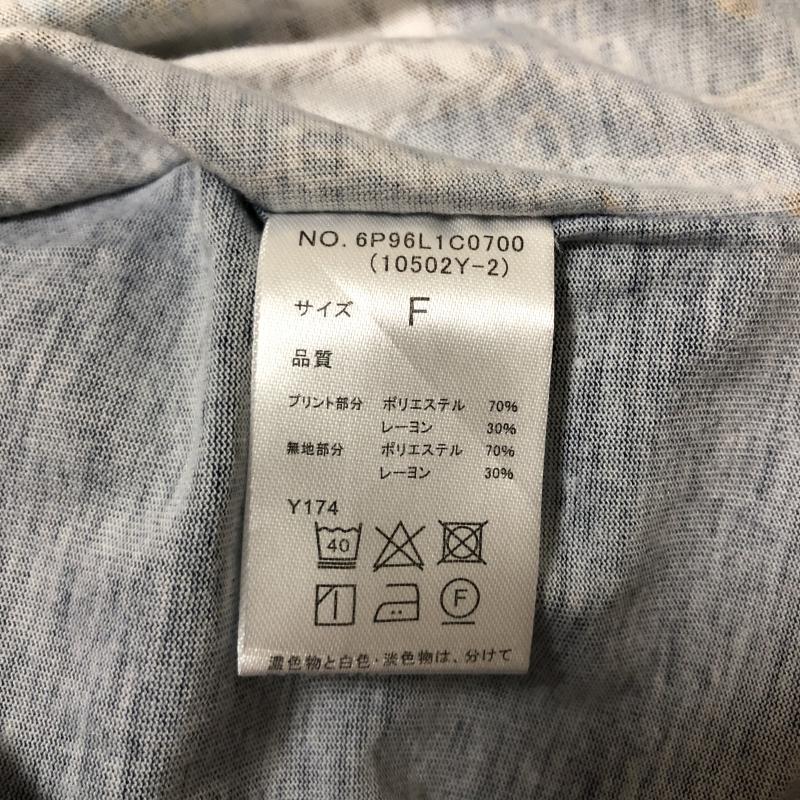 NO. 6P96L1C0700
(10502Y-2)
サイズ F
品質
プリント部分 ポリエステル 70%
レーヨン 30%
無地部分 ポリエステル 70%
レーヨン 30%
Y174
40
F
濃色物と白色・淡色物は、分けて